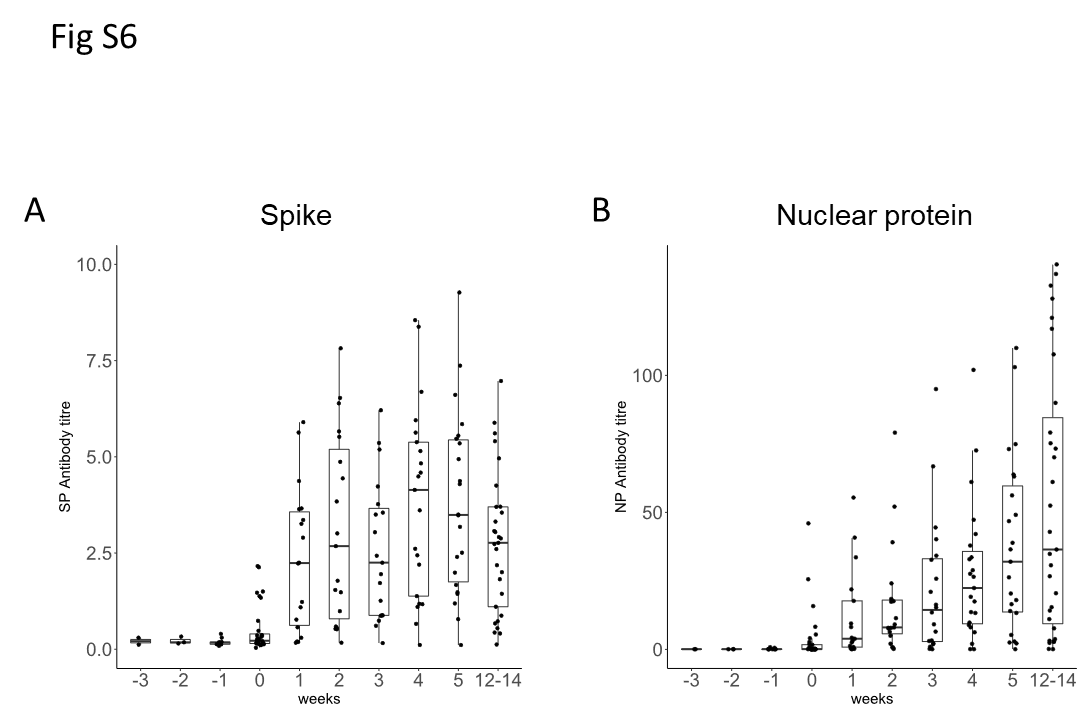 Fig S6
A
Spike
SP Antibody titre
10.0
7.5
5.0
2.5
0.0
-3 -2 -1 0 1 2 3 4 5 12-14
weeks
B
Nuclear protein
NP Antibody titre
100
50
0
-3 -2 -1 0 1 2 3 4 5 12-14
weeks